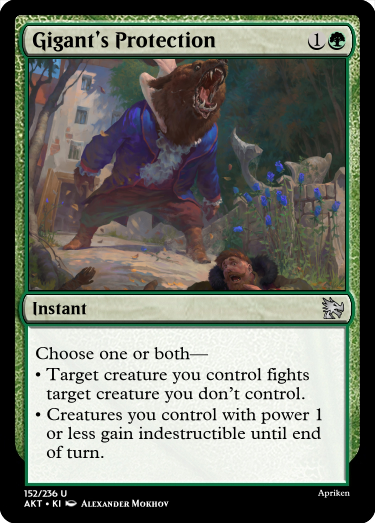 Gigant's Protection 1
Instant
Choose one or both—
• Target creature you control fights
target creature you don't control.
• Creatures you control with power 1
or less gain indestructible until end
of turn.
152/236 U
Apriken
AKT • KI Alexander Mokhov